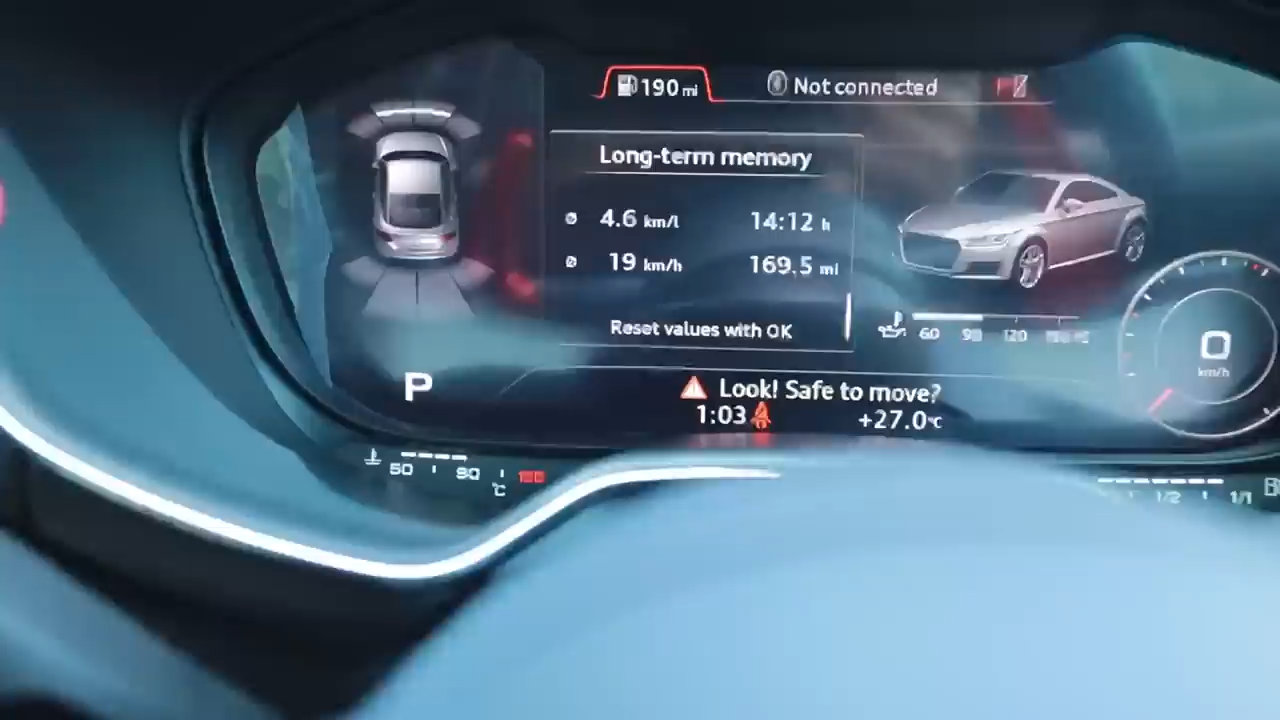 190 mi
Not connected
Long-term memory
4.6 km/l 14:12 h
19 km/h 169.5 mi
Reset values with OK
60 90 120
0
km/h
P
Look! Safe to move?
1:03 +27.0°C
50 90 °C
1/2 1/1